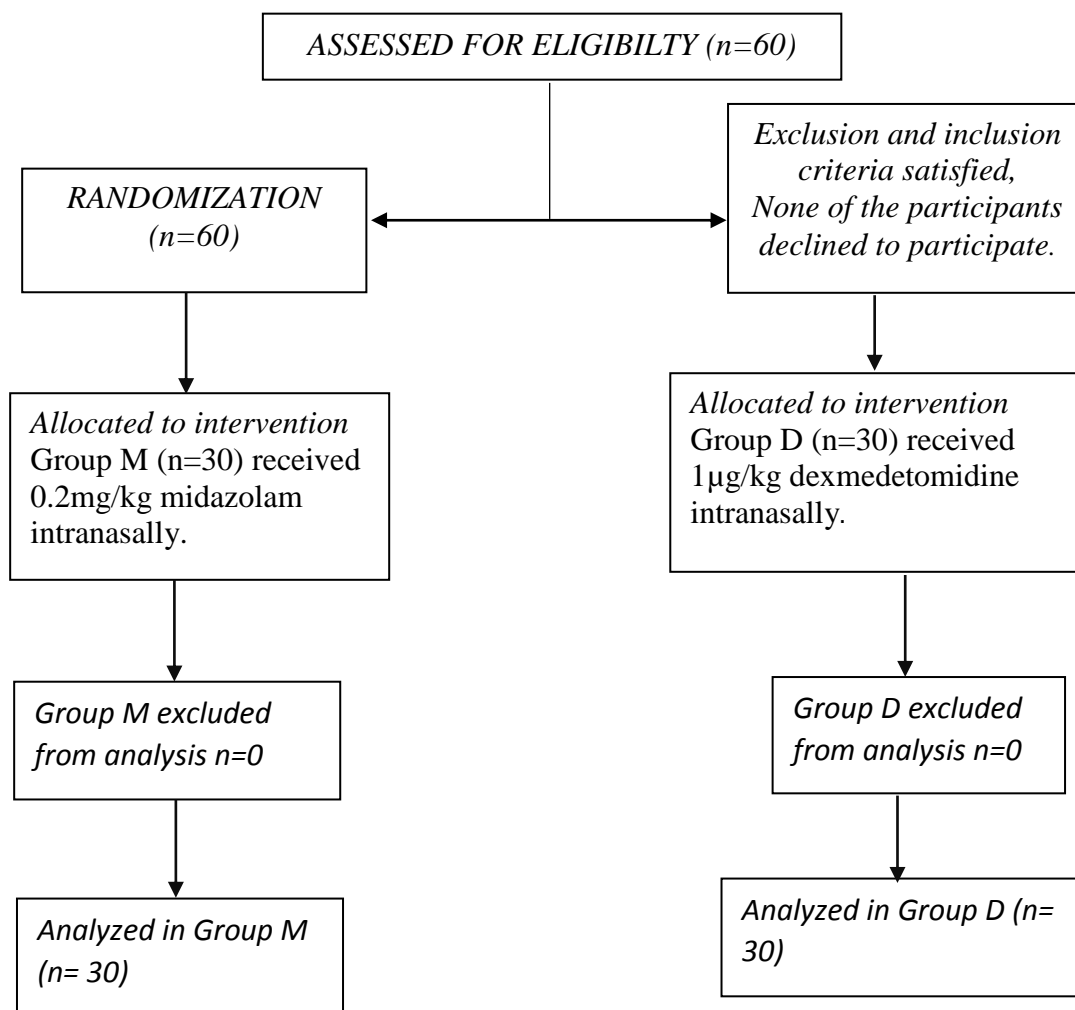 ASSESSED FOR ELIGIBILTY (n=60)
Exclusion and inclusion
criteria satisfied,
None of the participants
declined to participate.
RANDOMIZATION
(n=60)
Allocated to intervention
Group M (n=30) received
0.2mg/kg midazolam
intranasally.
Allocated to intervention
Group D (n=30) received
1µg/kg dexmedetomidine
intranasally.
Group M excluded
from analysis n=0
Group D excluded
from analysis n=0
Analyzed in Group M
(n= 30)
Analyzed in Group D (n=
30)